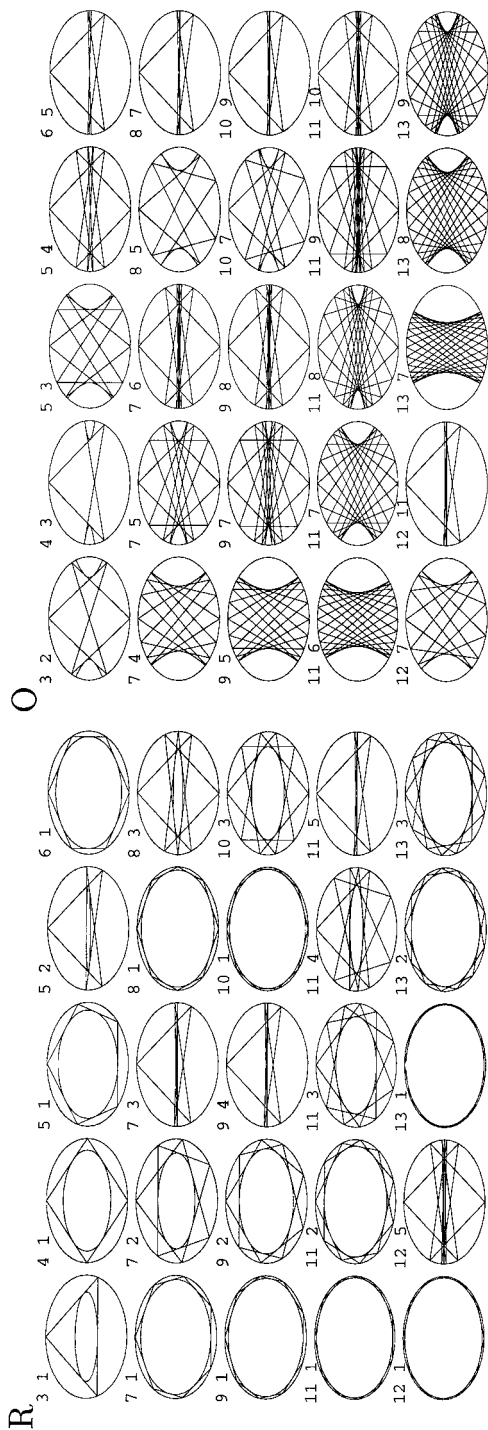 R
3 1 4 1 5 1 5 2 6 1
7 1 7 2 7 3 8 1 8 3
9 1 9 2 9 4 10 1 10 3
11 1 11 2 11 3 11 4 11 5
12 1 12 5 13 1 13 2 13 3
O
3 2 4 3 5 3 5 4 6 5
7 4 7 5 7 6 8 5 8 7
9 5 9 7 9 8 10 7 10 9
11 6 11 7 11 8 11 9 11 10
12 7 12 11 13 7 13 8 13 9